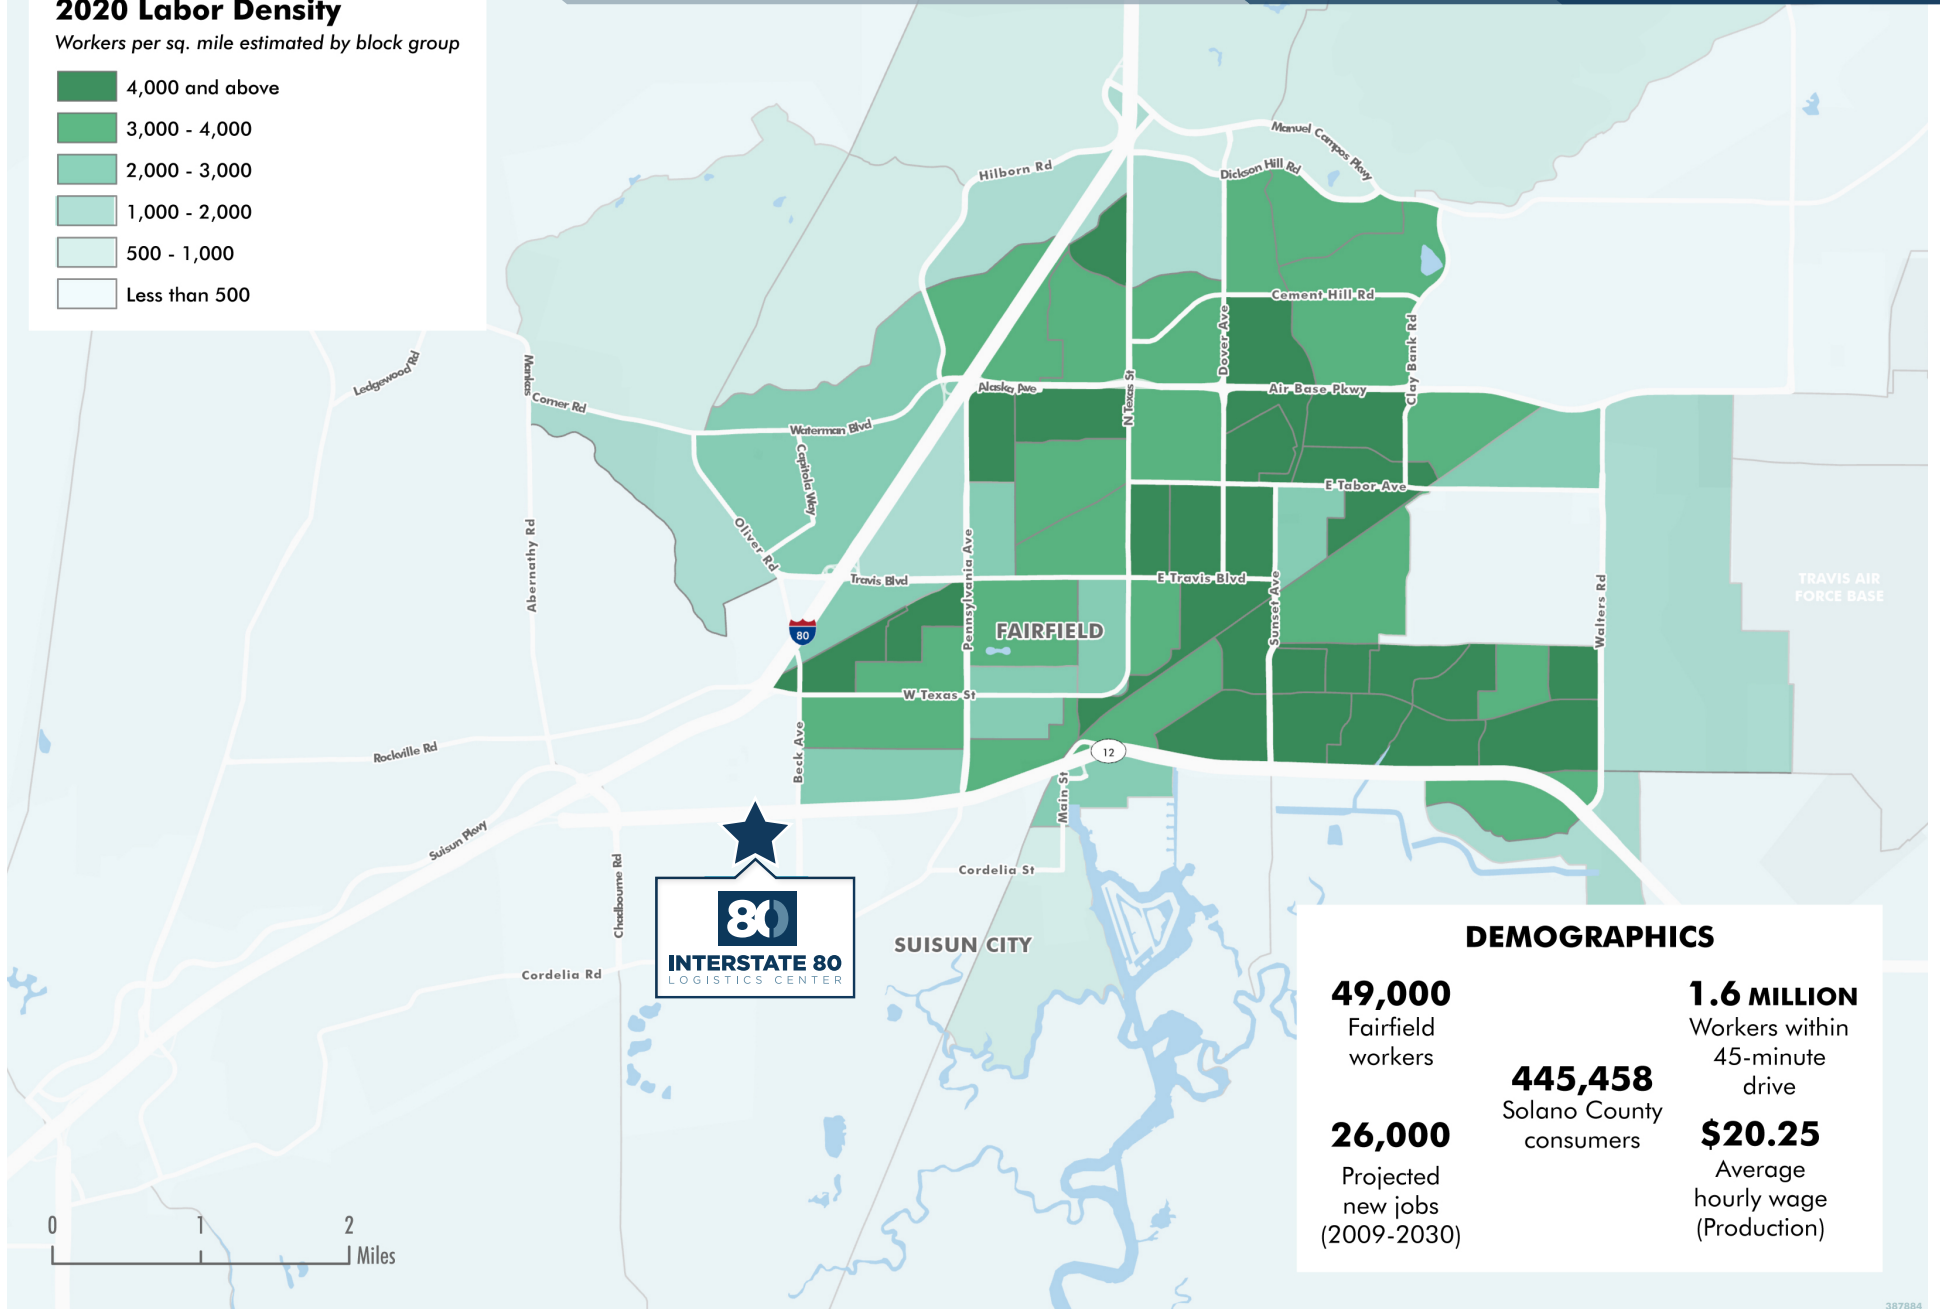 2020 Labor Density
Workers per sq. mile estimated by block group
4,000 and above
3,000 - 4,000
2,000 - 3,000
1,000 - 2,000
500 - 1,000
Less than 500
Manuel Campos Pkwy
Hilborn Rd
Dickson Hill Rd
Cement Hill Rd
Dover Ave
Clay Bank Rd
Ledgewood Rd
Mankas
Corner Rd
Alaska Ave
N Texas St
Air Base Pkwy
Waterman Blvd
Capitola Way
E Tabor Ave
Oliver Rd
Abernathy Rd
Pennsylvania Ave
Travis Blvd
E Travis Blvd
Sunset Ave
Walters Rd
TRAVIS AIR
FORCE BASE
80
FAIRFIELD
W Texas St
Rockville Rd
Beck Ave
12
Main St
Suisun Pkwy
Chadbourne Rd
Cordelia St
80
INTERSTATE 80
LOGISTICS CENTER
SUISUN CITY
Cordelia Rd
DEMOGRAPHICS
49,000
Fairfield
workers
26,000
Projected
new jobs
(2009-2030)
445,458
Solano County
consumers
1.6 MILLION
Workers within
45-minute
drive
$20.25
Average
hourly wage
(Production)
0 1 2
Miles
387884